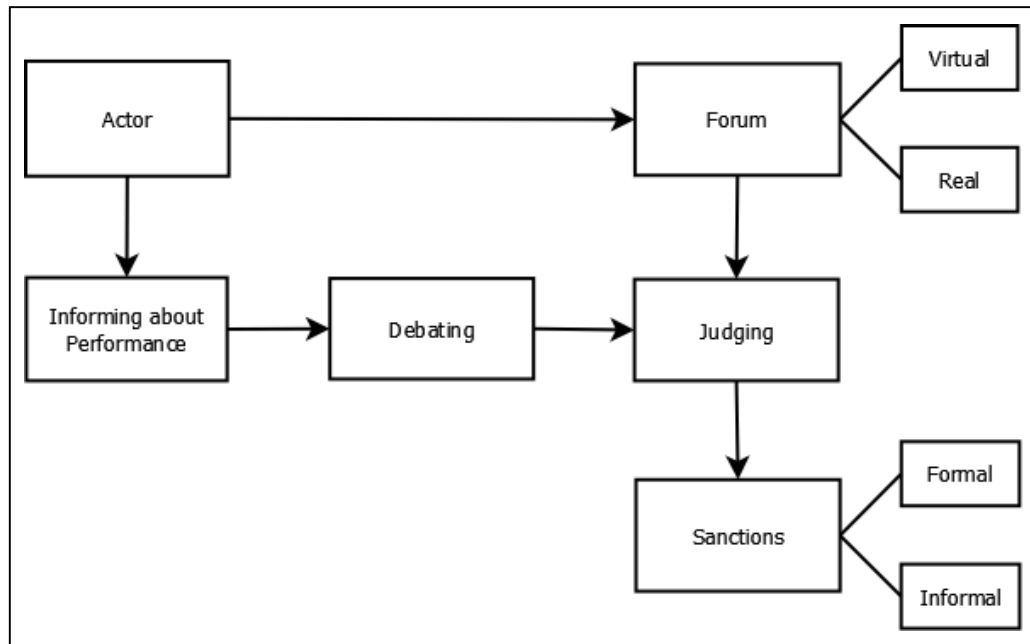 Actor
Forum
Virtual
Real
Informing about
Performance
Debating
Judging
Sanctions
Formal
Informal